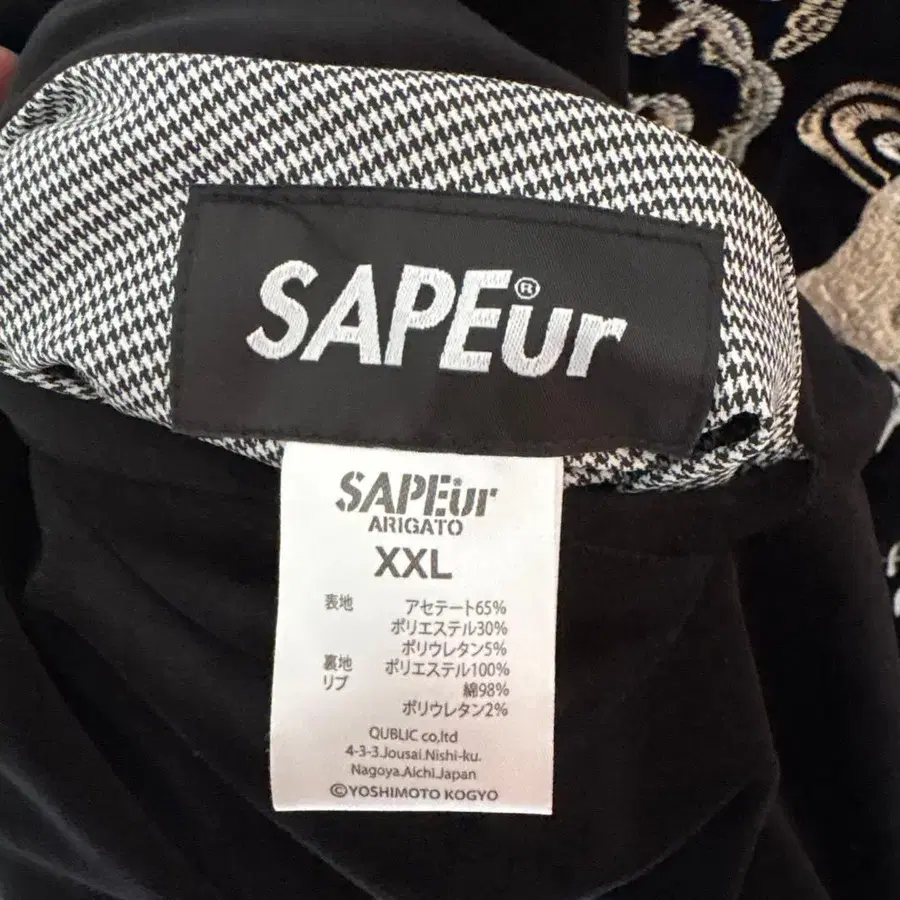 SAPEur®
SAPEur
ARIGATO
XXL
表地 アセテート65%
ポリエステル30%
ポリウレタン5%
裏地 ポリエステル100%
リブ 綿98%
ポリウレタン2%
QUBLIC co,ltd
4-3-3.Jousai.Nishi-ku.
Nagoya.Aichi.Japan
©YOSHIMOTO KOGYO